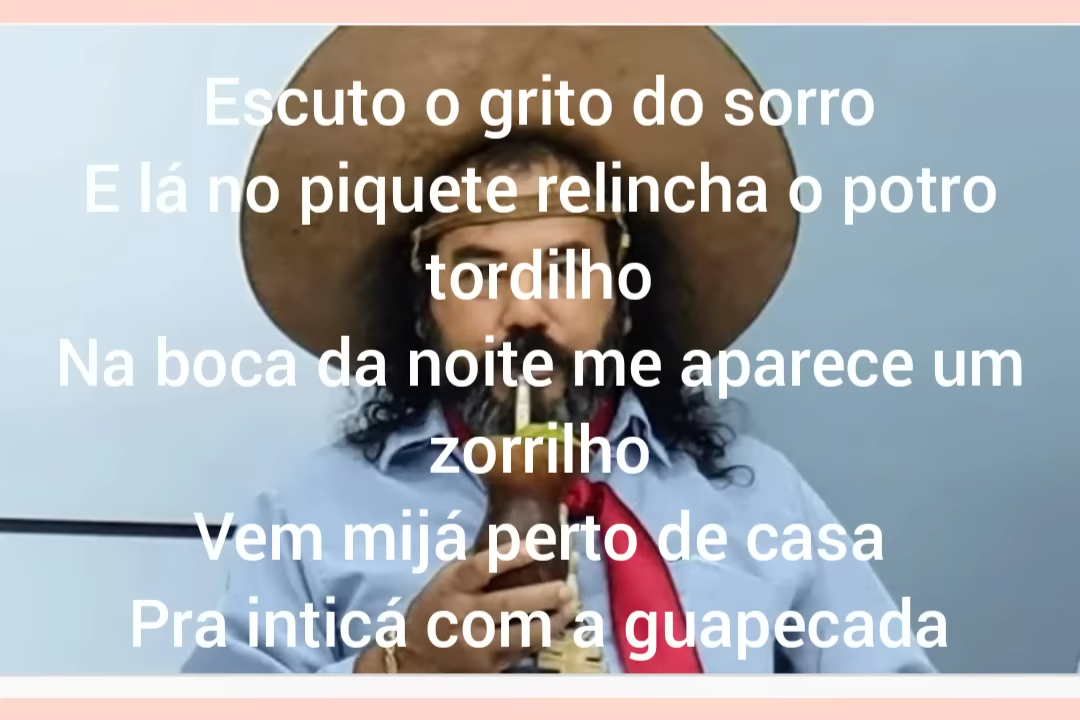 Escuto o grito do sorro
E lá no piquete relincha o potro
tordilho
Na boca da noite me aparece um
zorrilho
Vem mijá perto de casa
Pra inticá com a guapecada